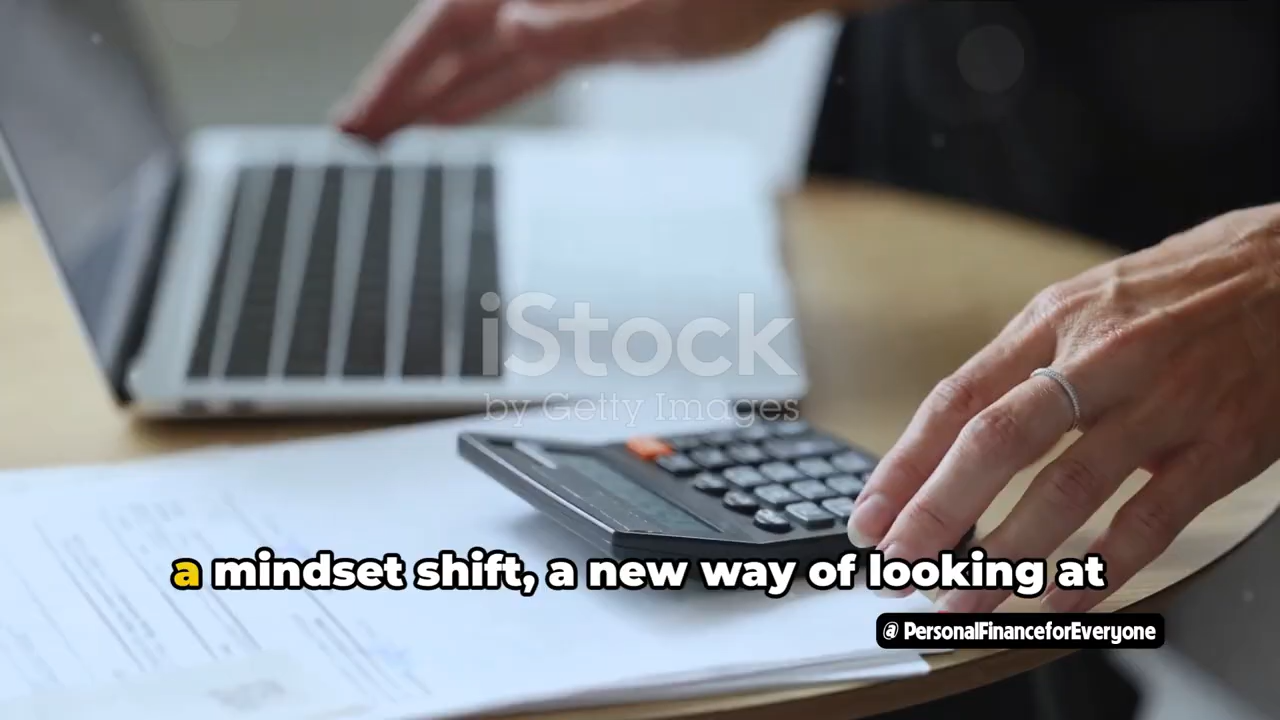 iStock
by Getty Images
a mindset shift, a new way of looking at
@ PersonalFinanceforEveryone